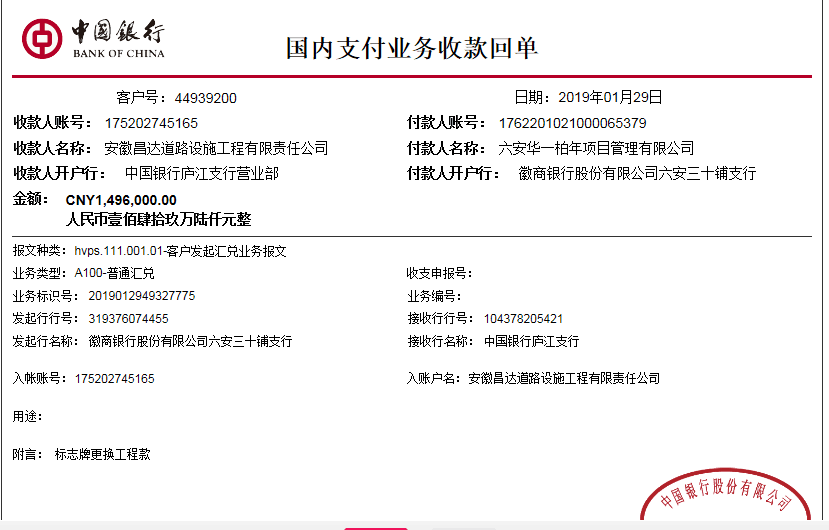 中国银行
BANK OF CHINA
国内支付业务收款回单
客户号：44939200 日期：2019年01月29日
收款人账号：175202745165 付款人账号：1762201021000065379
收款人名称：安徽昌达道路设施工程有限责任公司 付款人名称：六安华一柏年项目管理有限公司
收款人开户行：中国银行庐江支行营业部 付款人开户行：徽商银行股份有限公司六安三十铺支行
金额：CNY1,496,000.00
人民币壹佰肆拾玖万陆仟元整
报文种类：hvps.111.001.01-客户发起汇兑业务报文
业务类型：A100-普通汇兑 收支申报号：
业务标识号：2019012949327775 业务编号：
发起行行号：319376074455 接收行行号：104378205421
发起行名称：徽商银行股份有限公司六安三十铺支行 接收行名称：中国银行庐江支行
入帐账号：175202745165 入账户名：安徽昌达道路设施工程有限责任公司
用途：
附言：标志牌更换工程款
中国银行股份有限公司